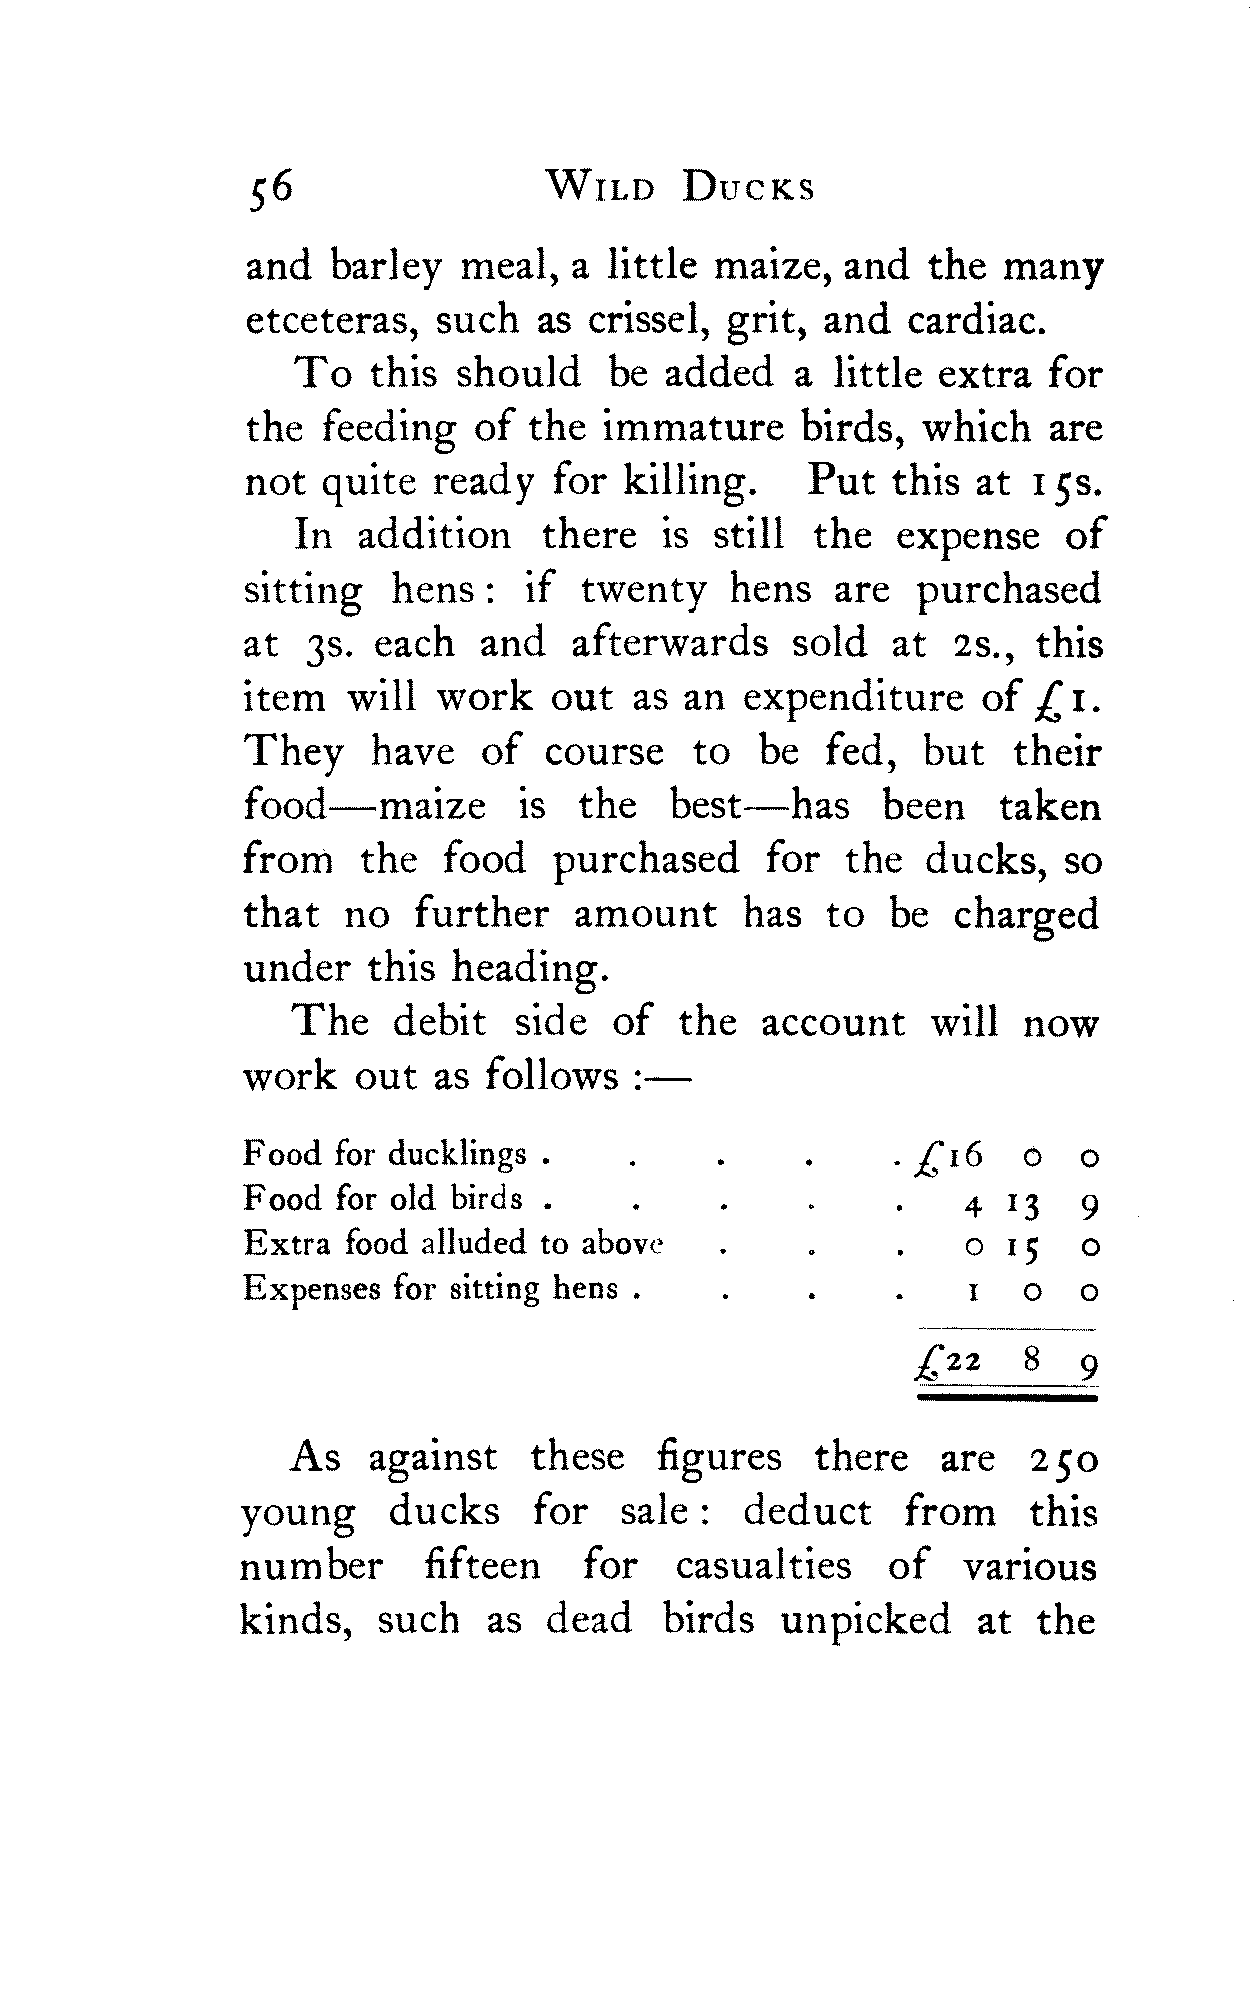 56 WILD DUCKS
and barley meal, a little maize, and the many
etceteras, such as crissel, grit, and cardiac.
To this should be added a little extra for
the feeding of the immature birds, which are
not quite ready for killing. Put this at 15s.
In addition there is still the expense of
sitting hens : if twenty hens are purchased
at 3s. each and afterwards sold at 2s., this
item will work out as an expenditure of £1.
They have of course to be fed, but their
food—maize is the best—has been taken
from the food purchased for the ducks, so
that no further amount has to be charged
under this heading.
The debit side of the account will now
work out as follows :—
Food for ducklings . . . . . £16 0 0
Food for old birds . . . . . 4 13 9
Extra food alluded to above . . . 0 15 0
Expenses for sitting hens . . . . 1 0 0
£22 8 9
As against these figures there are 250
young ducks for sale : deduct from this
number fifteen for casualties of various
kinds, such as dead birds unpicked at the